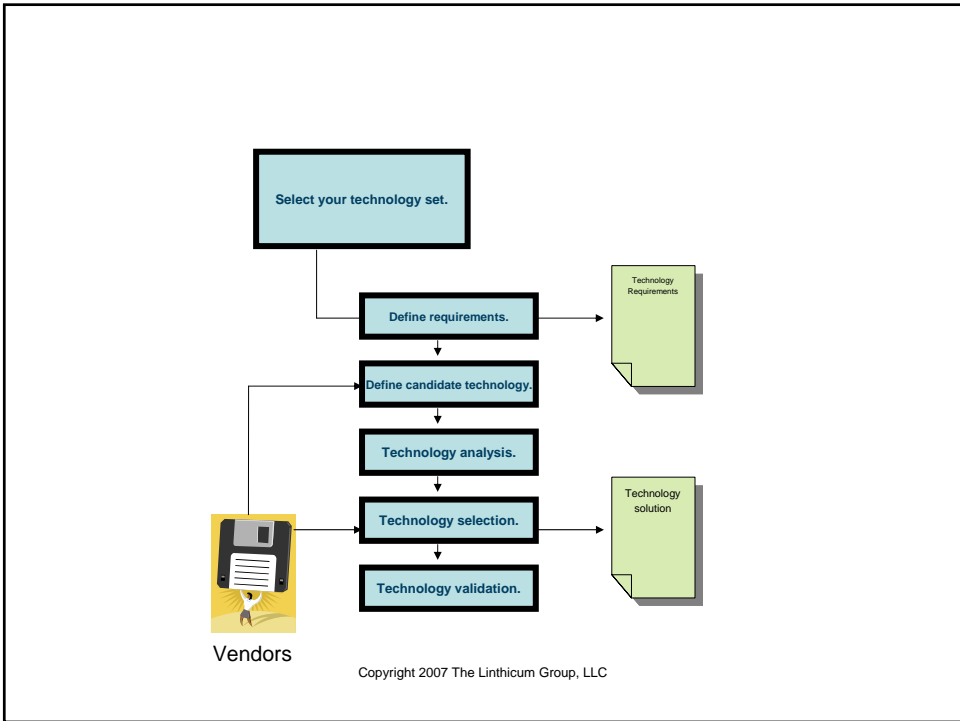 Select your technology set.
Define requirements.
Technology
Requirements
Define candidate technology.
Technology analysis.
Technology selection.
Technology
solution
Technology validation.
Vendors
Copyright 2007 The Linthicum Group, LLC